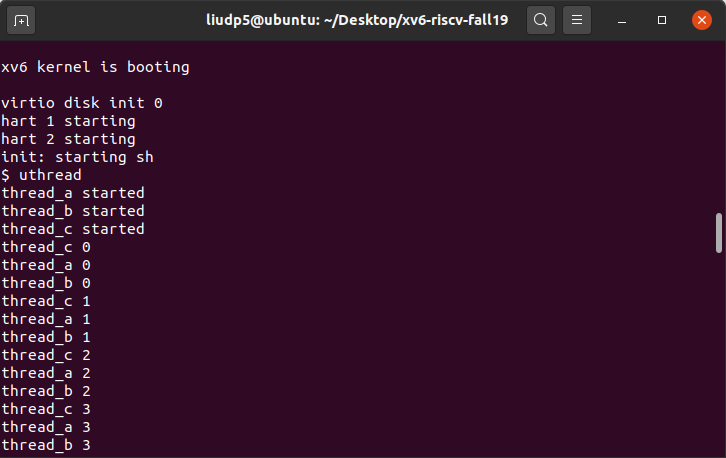 liudp5@ubuntu: ~/Desktop/xv6-riscv-fall19
xv6 kernel is booting
virtio disk init 0
hart 1 starting
hart 2 starting
init: starting sh
$ uthread
thread_a started
thread_b started
thread_c started
thread_c 0
thread_a 0
thread_b 0
thread_c 1
thread_a 1
thread_b 1
thread_c 2
thread_a 2
thread_b 2
thread_c 3
thread_a 3
thread_b 3